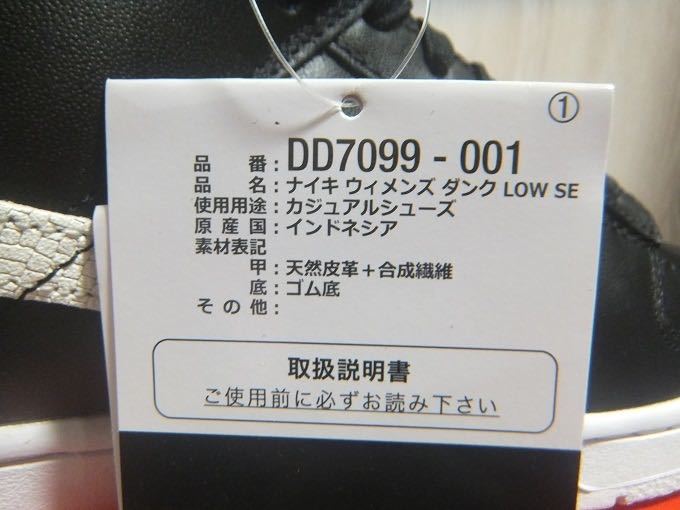 ①
品番：DD7099 - 001
品名：ナイキ ウィメンズ ダンク LOW SE
使用用途：カジュアルシューズ
原産国：インドネシア
素材表記
甲：天然皮革＋合成繊維
底：ゴム底
その他：
取扱説明書
ご使用前に必ずお読み下さい